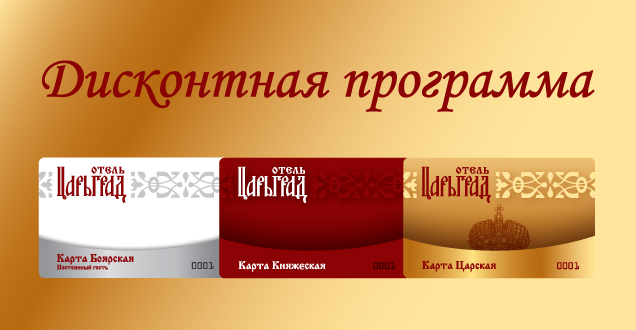 Дисконтная программа
отель
Царьград
Карта Боярская
Постоянный гость
0001
отель
Царьград
Карта Княжеская
0001
отель
Царьград
Карта Царская
0001